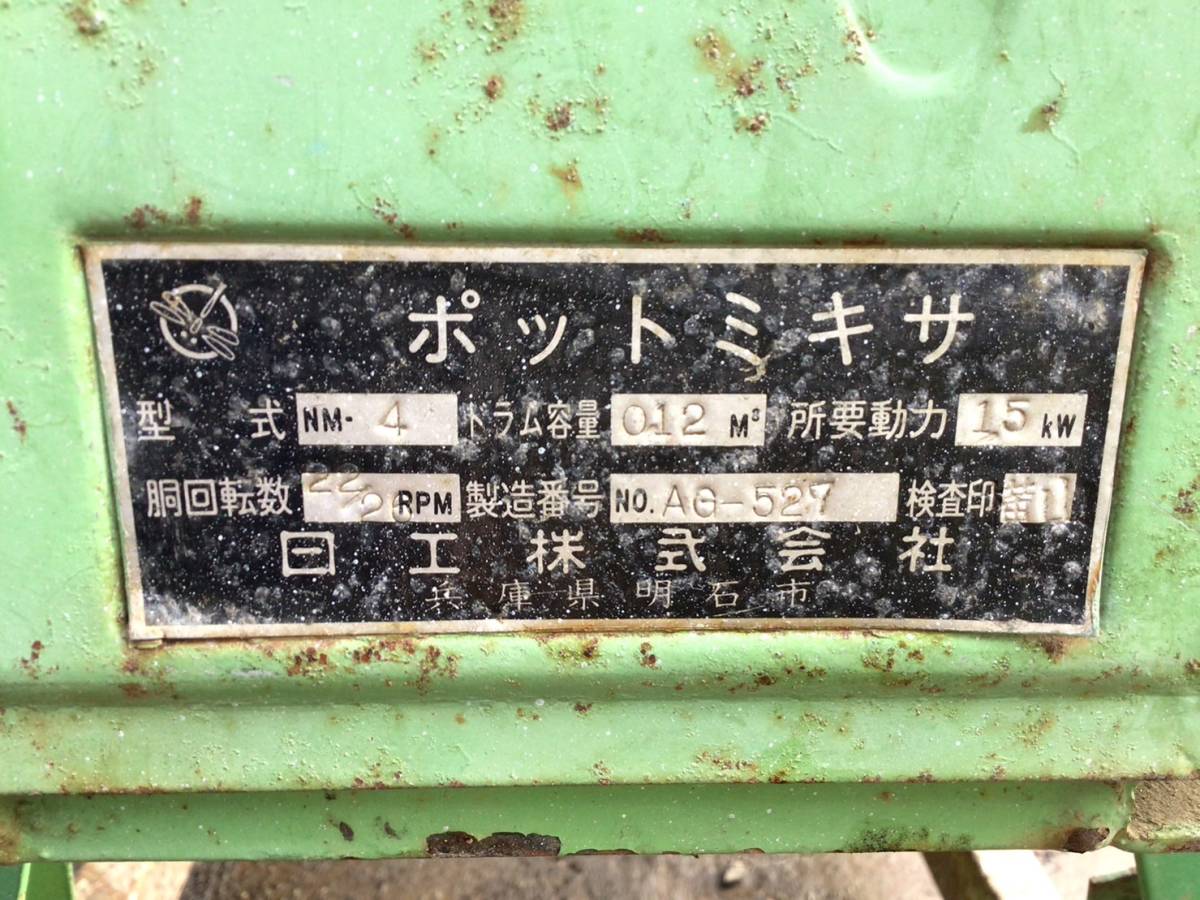 ポットミキサ
型式 NM- 4 ドラム容量 0.12 M³ 所要動力 1.5 kW
胴回転数 22/26 RPM 製造番号 NO. AG-527 検査印
日工株式会社
兵庫県明石市